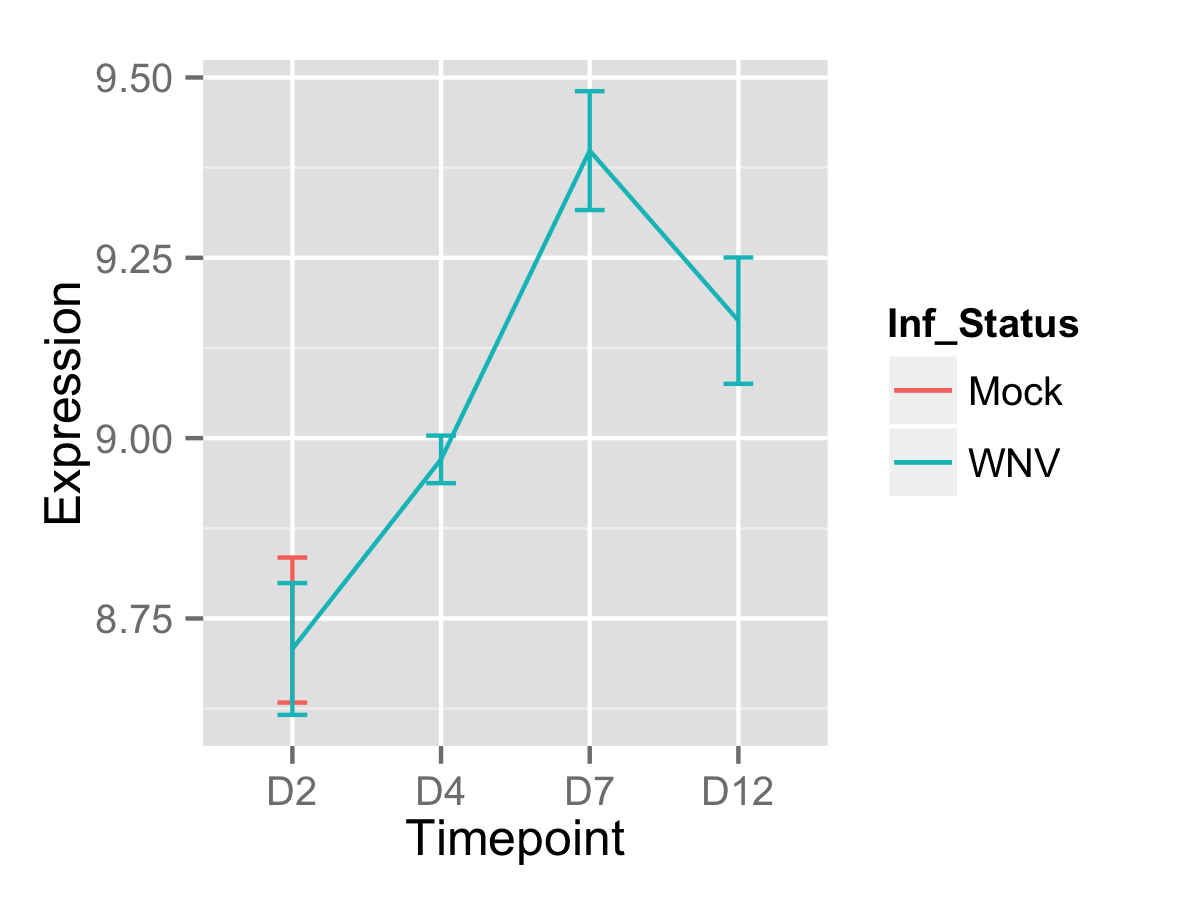 9.50
9.25
9.00
8.75
Expression
D2 D4 D7 D12
Timepoint
Inf_Status
Mock
WNV